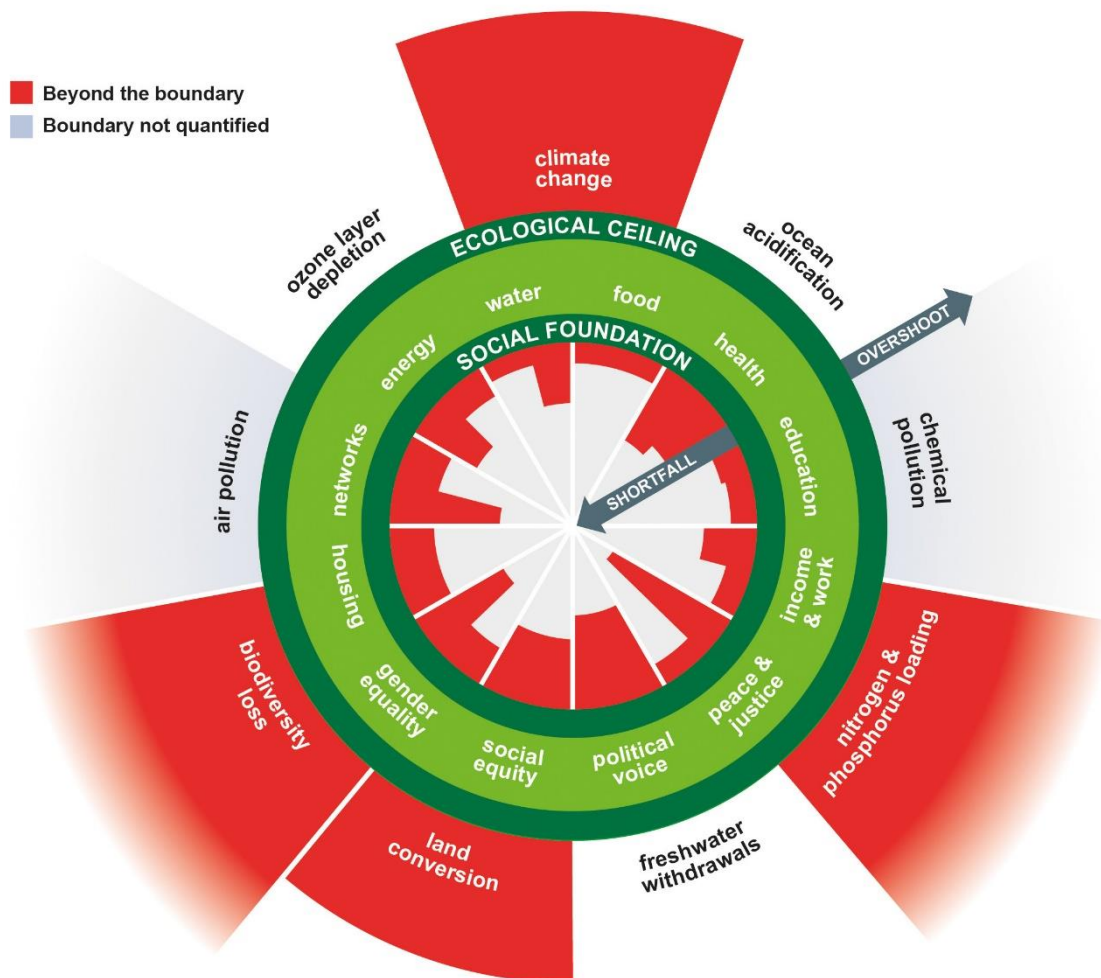 Beyond the boundary
Boundary not quantified
climate
change
ozone layer
depletion
ocean
acidification
ECOLOGICAL CEILING
OVERSHOOT
water
food
energy
health
SOCIAL FOUNDATION
networks
education
SHORTFALL
air pollution
chemical
pollution
housing
income
& work
gender
equality
peace &
justice
social
equity
political
voice
biodiversity
loss
nitrogen &
phosphorus loading
land
conversion
freshwater
withdrawals